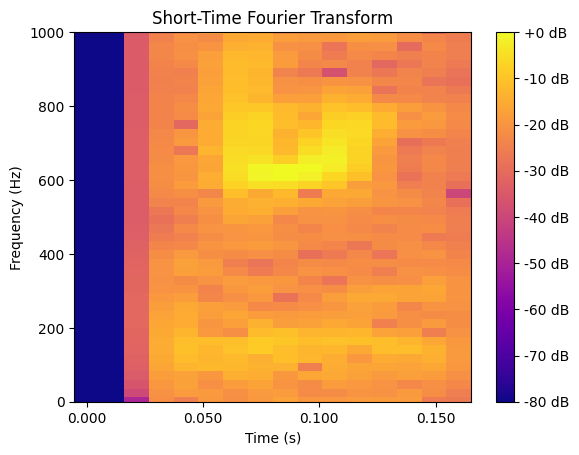 Short-Time Fourier Transform
Frequency (Hz)
1000
800
600
400
200
0
0.000
0.050
0.100
0.150
Time (s)
+0 dB
-10 dB
-20 dB
-30 dB
-40 dB
-50 dB
-60 dB
-70 dB
-80 dB